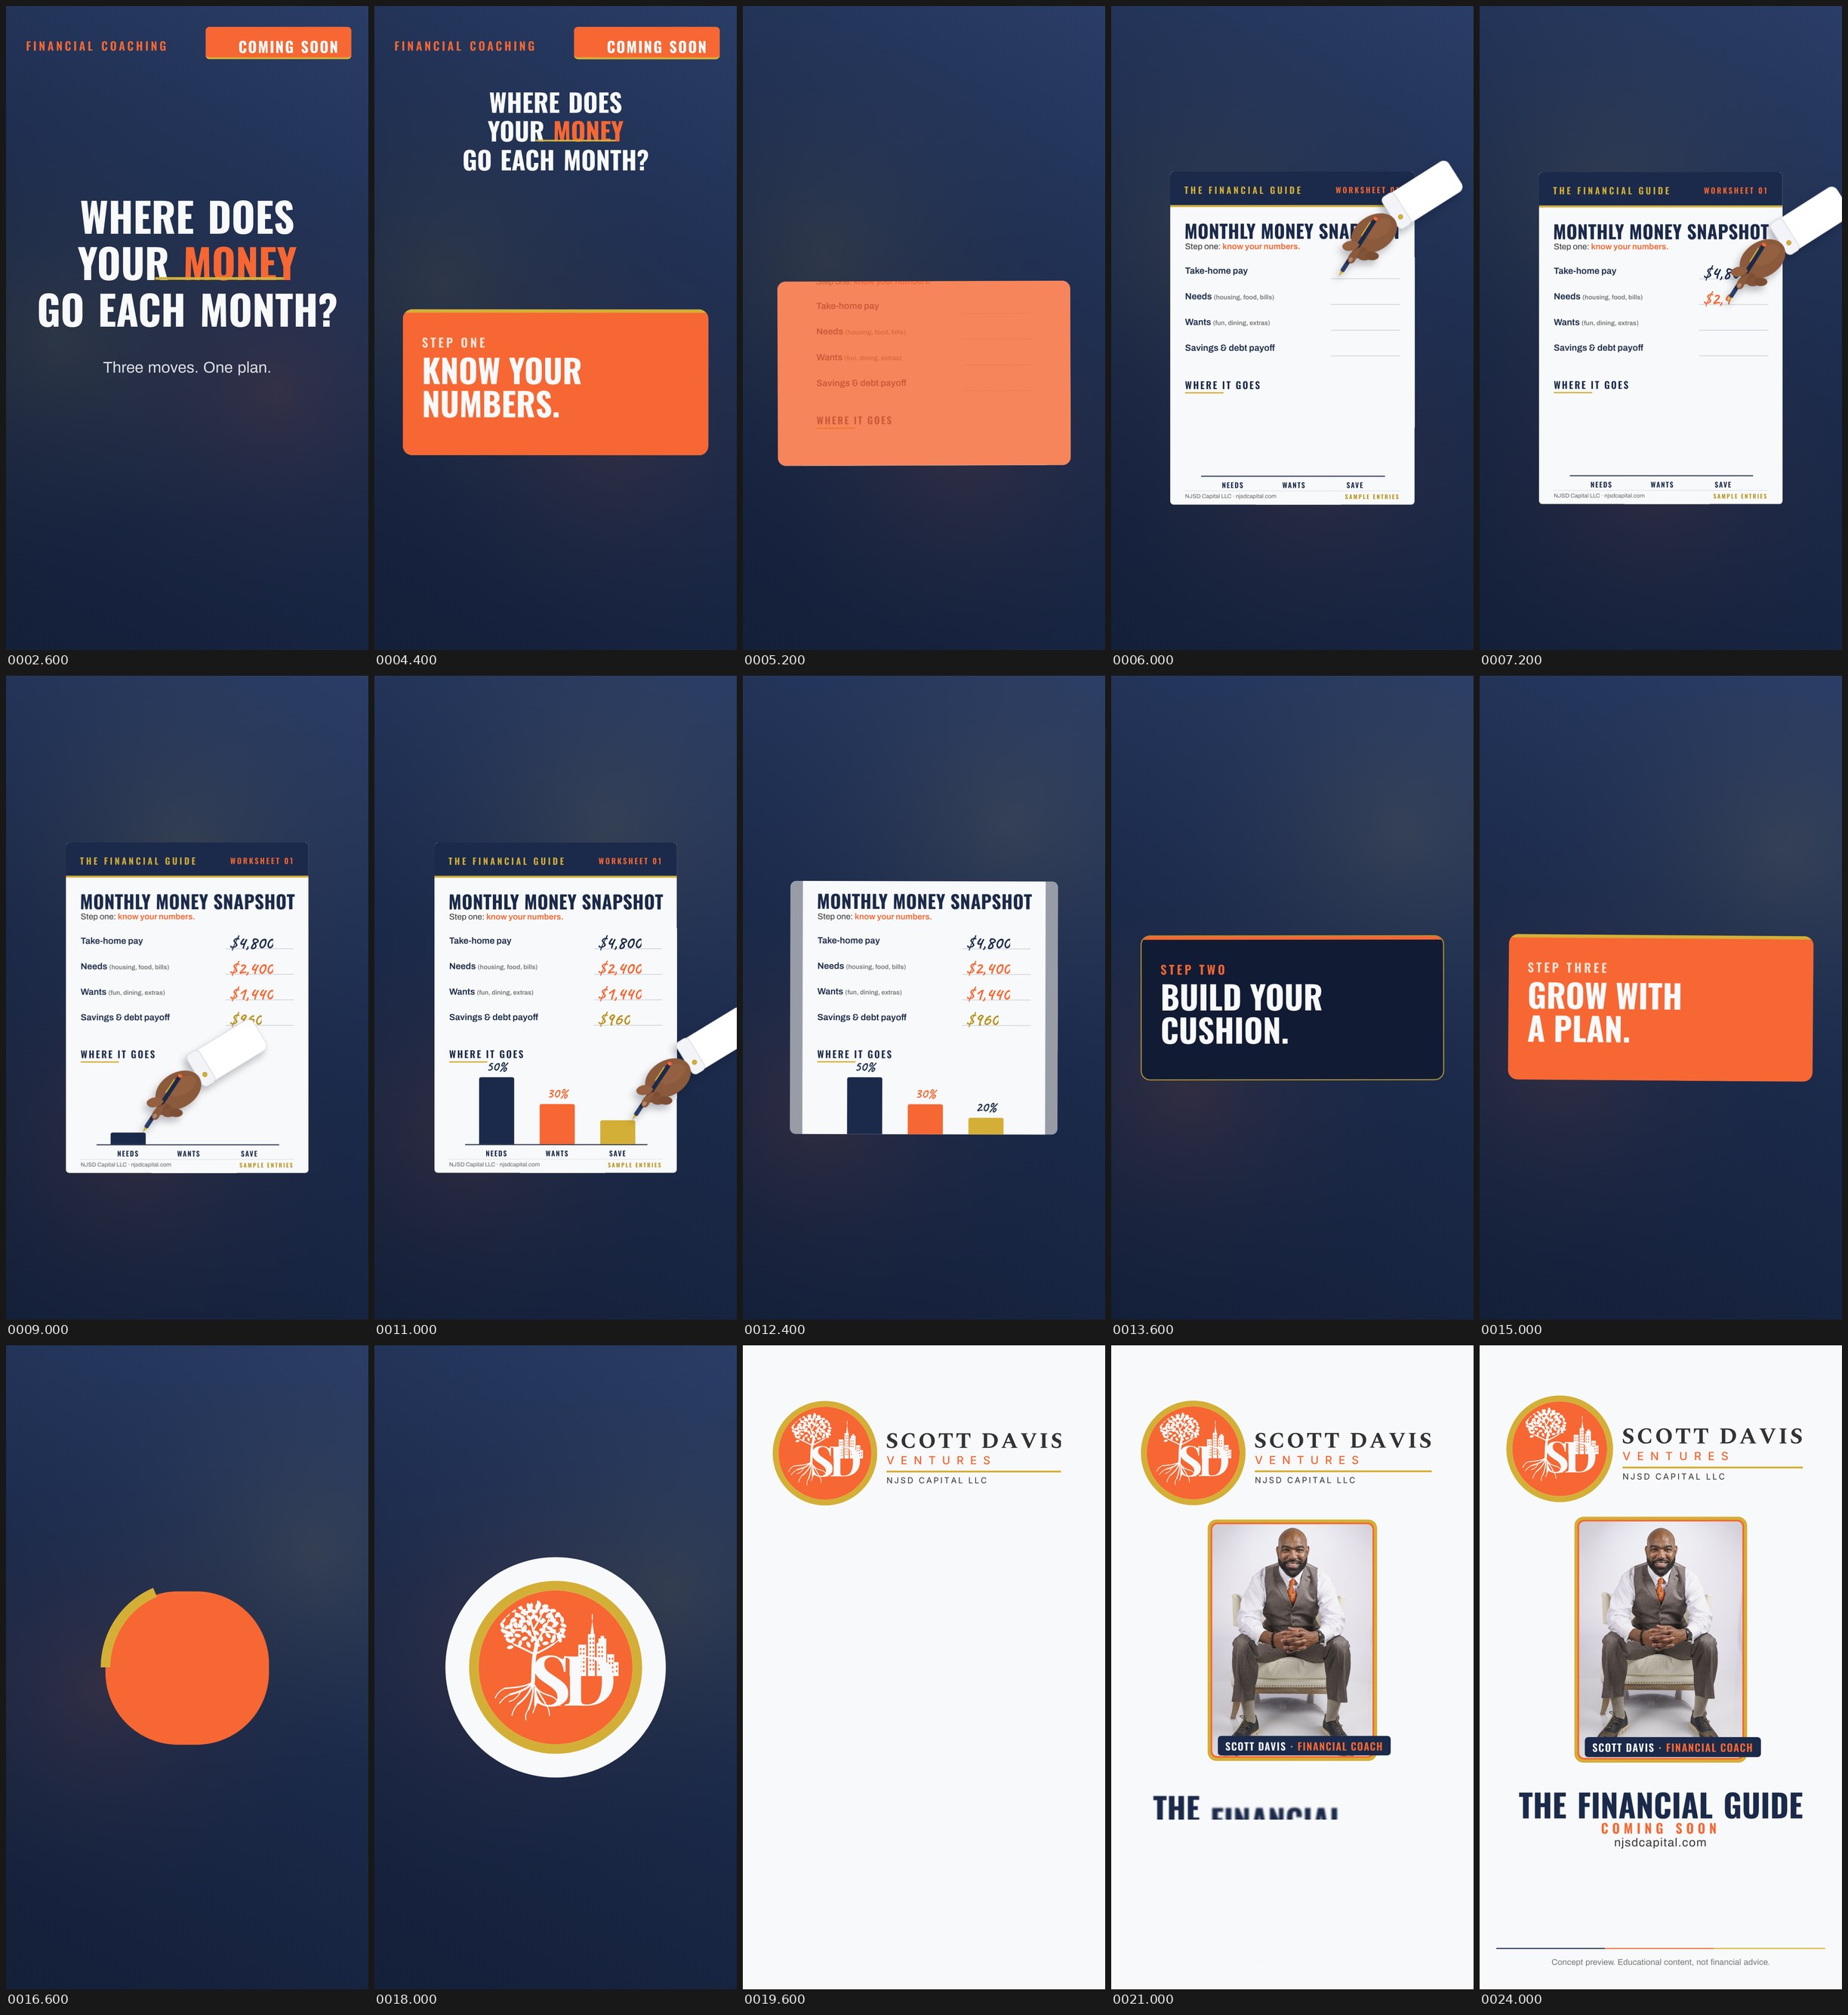 FINANCIAL COACHING
COMING SOON
WHERE DOES
YOUR MONEY
GO EACH MONTH?
Three moves. One plan.
0002.600
FINANCIAL COACHING
COMING SOON
WHERE DOES
YOUR MONEY
GO EACH MONTH?
STEP ONE
KNOW YOUR
NUMBERS.
0004.400
Take-home pay
Needs (housing, food, bills)
Wants (fun, dining, extras)
Savings & debt payoff
WHERE IT GOES
0005.200
THE FINANCIAL GUIDE
WORKSHEET
MONTHLY MONEY
Step one: know your numbers.
Take-home pay
Needs (housing, food, bills)
Wants (fun, dining, extras)
Savings & debt payoff
WHERE IT GOES
NEEDS WANTS SAVE
NJSD Capital LLC · njsdcapital.com
SAMPLE ENTRIES
0006.000
THE FINANCIAL GUIDE
WORKSHEET 01
MONTHLY MONEY SNAPSHOT
Step one: know your numbers.
Take-home pay $4,8
Needs (housing, food, bills) $2,4
Wants (fun, dining, extras)
Savings & debt payoff
WHERE IT GOES
NEEDS WANTS SAVE
NJSD Capital LLC · njsdcapital.com
SAMPLE ENTRIES
0007.200
THE FINANCIAL GUIDE
WORKSHEET 01
MONTHLY MONEY SNAPSHOT
Step one: know your numbers.
Take-home pay $4,800
Needs (housing, food, bills) $2,400
Wants (fun, dining, extras) $1,440
Savings & debt payoff $960
WHERE IT GOES
NEEDS WANTS SAVE
NJSD Capital LLC · njsdcapital.com
SAMPLE ENTRIES
0009.000
THE FINANCIAL GUIDE
WORKSHEET 01
MONTHLY MONEY SNAPSHOT
Step one: know your numbers.
Take-home pay $4,800
Needs (housing, food, bills) $2,400
Wants (fun, dining, extras) $1,440
Savings & debt payoff $960
WHERE IT GOES
50%
30%
NEEDS WANTS SAVE
NJSD Capital LLC · njsdcapital.com
SAMPLE ENTRIES
0011.000
MONTHLY MONEY SNAPSHOT
Step one: know your numbers.
Take-home pay $4,800
Needs (housing, food, bills) $2,400
Wants (fun, dining, extras) $1,440
Savings & debt payoff $960
WHERE IT GOES
50%
30%
20%
0012.400
STEP TWO
BUILD YOUR
CUSHION.
0013.600
STEP THREE
GROW WITH
A PLAN.
0015.000
0016.600
SD
0018.000
SD
SCOTT DAVIS
VENTURES
NJSD CAPITAL LLC
0019.600
SD
SCOTT DAVIS
VENTURES
NJSD CAPITAL LLC
SCOTT DAVIS · FINANCIAL COACH
THE FINANCIAL
0021.000
SD
SCOTT DAVIS
VENTURES
NJSD CAPITAL LLC
SCOTT DAVIS · FINANCIAL COACH
THE FINANCIAL GUIDE
COMING SOON
njsdcapital.com
Concept preview. Educational content, not financial advice.
0024.000